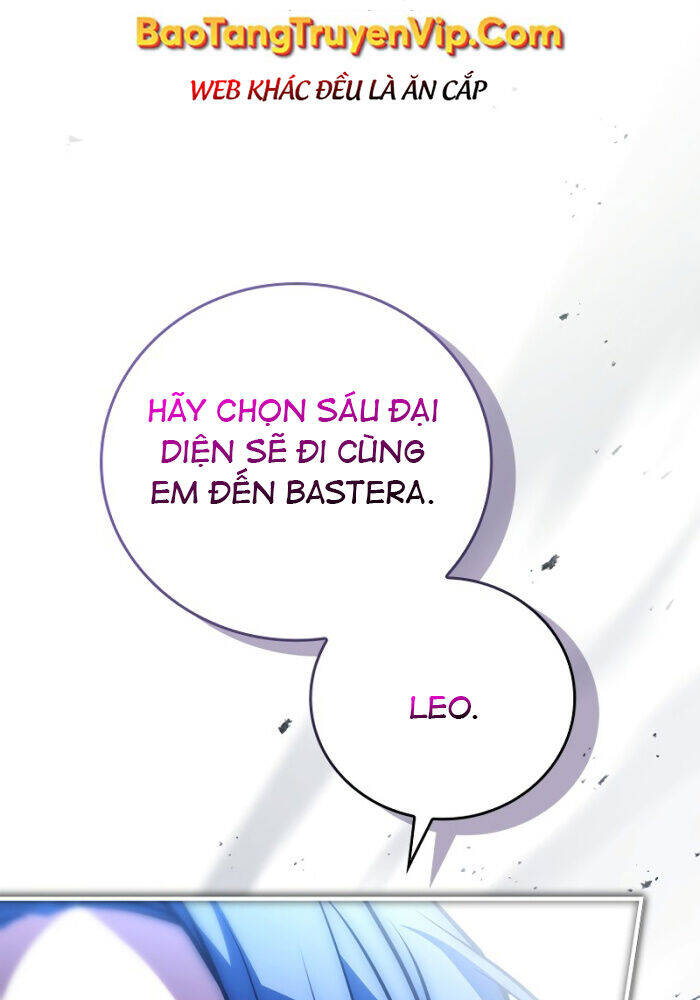 BaoTangTruyenVip.Com
WEB KHÁC ĐỀU LÀ ĂN CẮP
HÃY CHỌN SÁU ĐẠI
DIỆN SẼ ĐI CÙNG
EM ĐẾN BASTERA.
LEO.